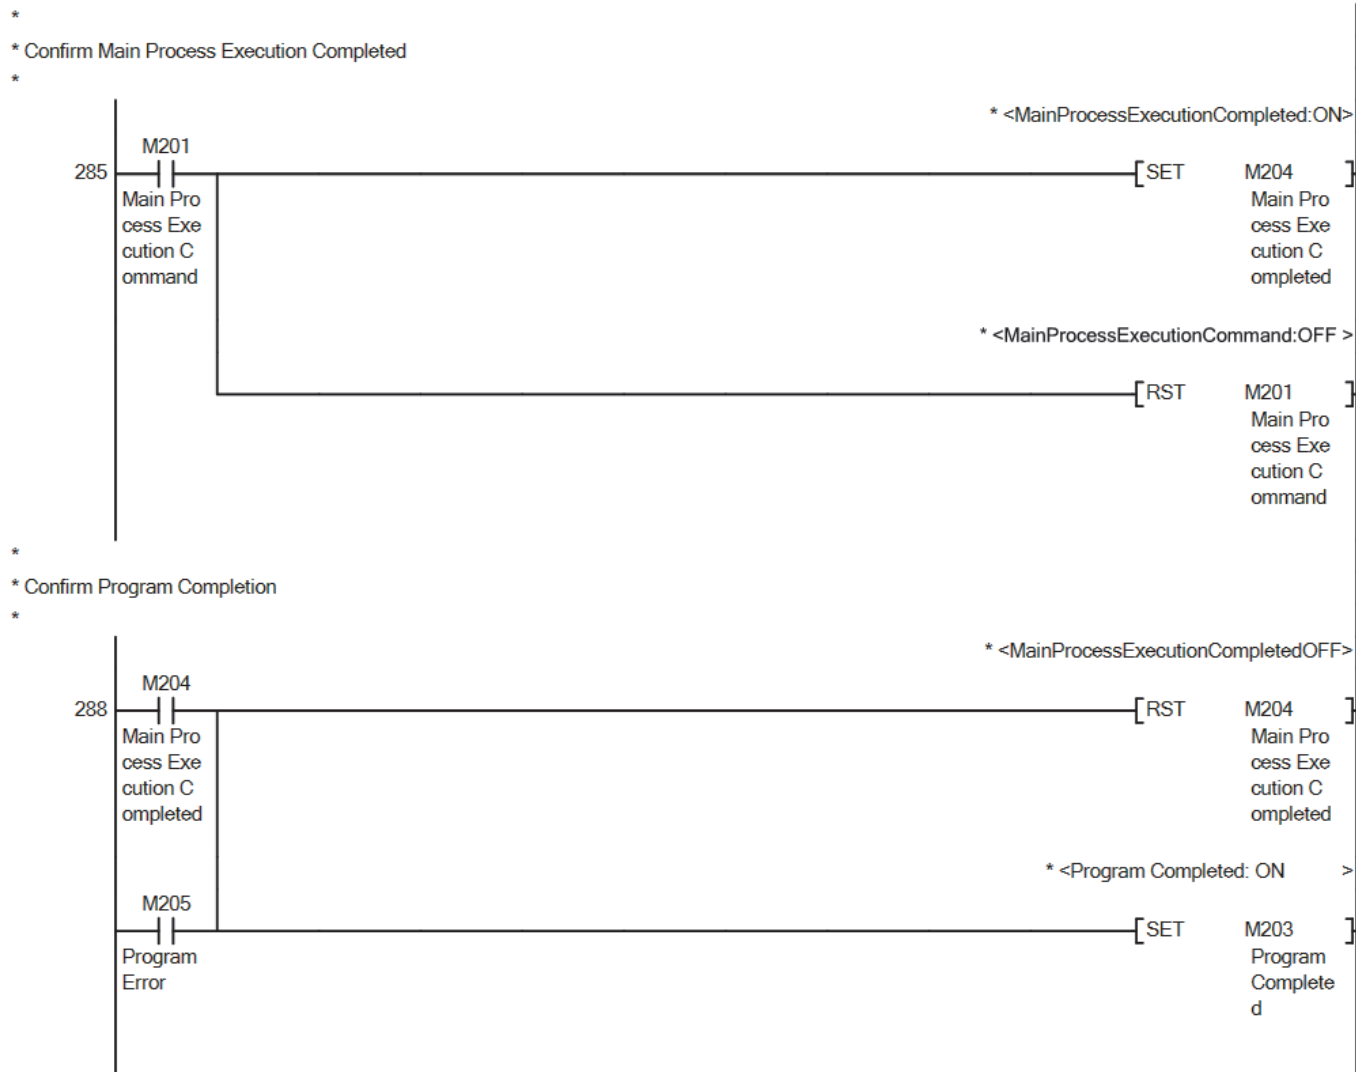 *
* Confirm Main Process Execution Completed
*
* <MainProcessExecutionCompleted:ON>
M201
285
SET M204
Main Pro
cess Exe
cution C
ommand
Main Pro
cess Exe
cution C
ompleted
* <MainProcessExecutionCommand:OFF >
RST M201
Main Pro
cess Exe
cution C
ommand
*
* Confirm Program Completion
*
* <MainProcessExecutionCompletedOFF>
M204
288
RST M204
Main Pro
cess Exe
cution C
ompleted
Main Pro
cess Exe
cution C
ompleted
* <Program Completed: ON >
M205
SET M203
Program
Error
Program
Complete
d